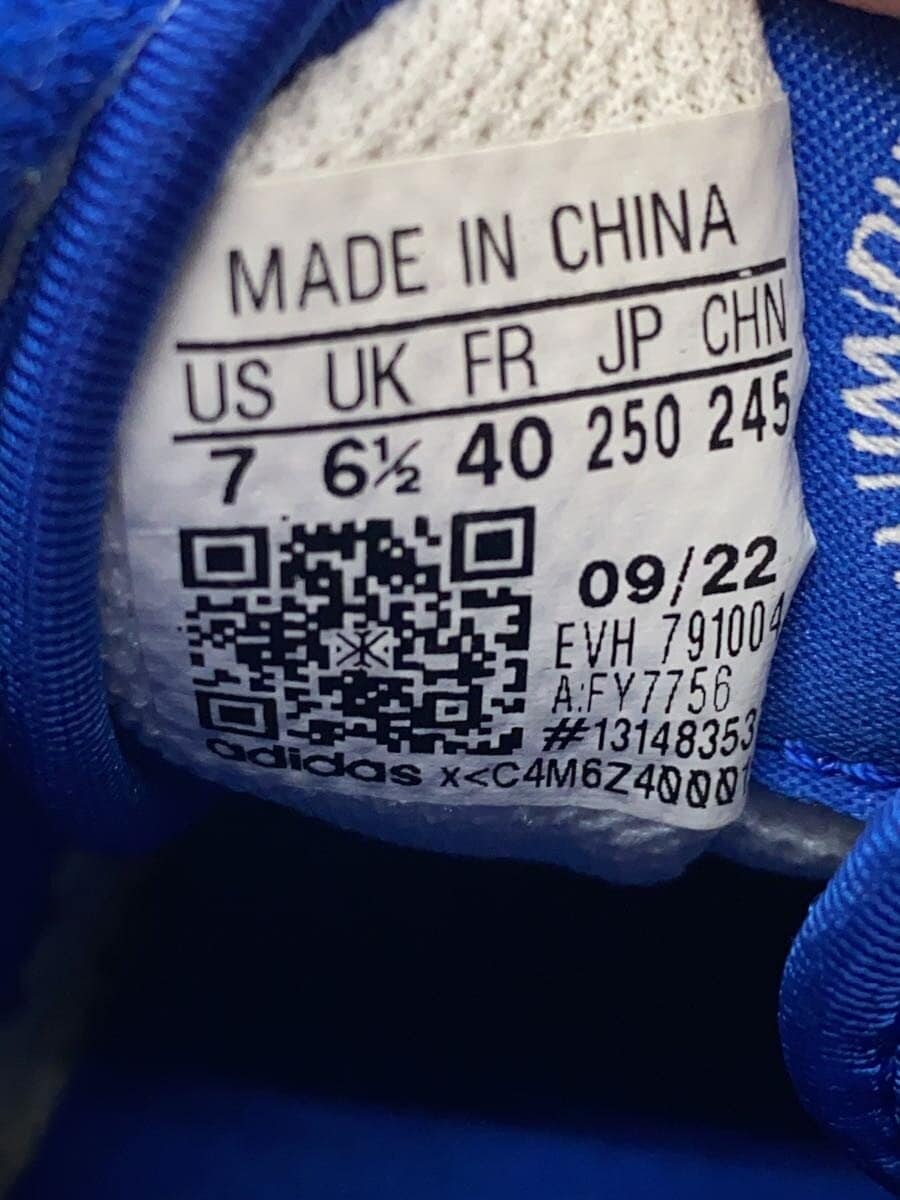 MADE IN CHINA
US UK FR JP CHN
7 6½ 40 250 245
09/22
EVH 791004
A:FY7756
#13148353
adidas x<C4M6Z40001